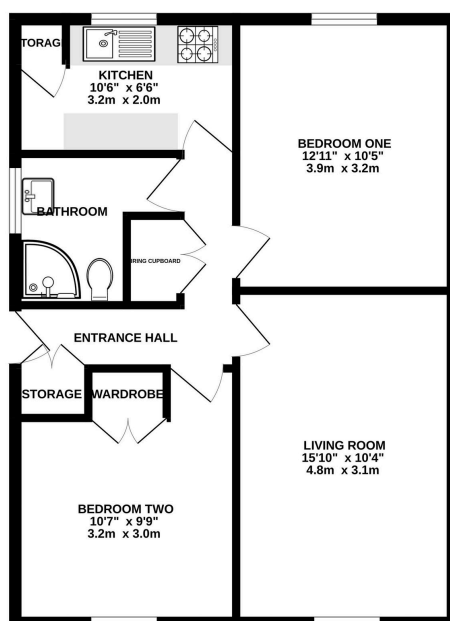 TORAG
KITCHEN
10'6" x 6'6"
3.2m x 2.0m
BEDROOM ONE
12'11" x 10'5"
3.9m x 3.2m
BATHROOM
IRING CUPBOARD
ENTRANCE HALL
STORAGE
WARDROBE
LIVING ROOM
15'10" x 10'4"
4.8m x 3.1m
BEDROOM TWO
10'7" x 9'9"
3.2m x 3.0m